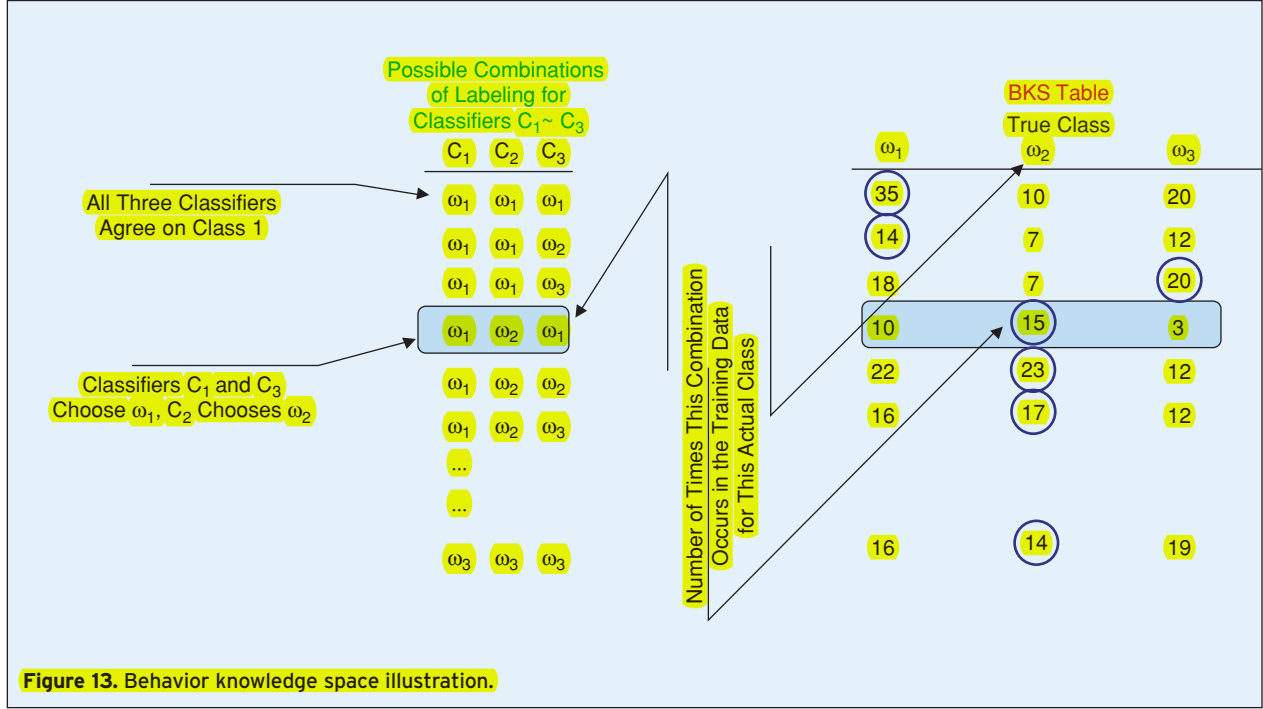 Possible Combinations
of Labeling for
Classifiers C₁~ C₃
C₁ C₂ C₃
All Three Classifiers
Agree on Class 1
ω₁ ω₁ ω₁
ω₁ ω₁ ω₂
ω₁ ω₁ ω₃
ω₁ ω₂ ω₁
Classifiers C₁ and C₃
Choose ω₁, C₂ Chooses ω₂
ω₁ ω₂ ω₂
ω₁ ω₂ ω₃
...
...
ω₃ ω₃ ω₃
Number of Times This Combination
Occurs in the Training Data
for This Actual Class
BKS Table
True Class
ω₁ ω₂ ω₃
35 10 20
14 7 12
18 7 20
10 15 3
22 23 12
16 17 12
16 14 19
Figure 13. Behavior knowledge space illustration.